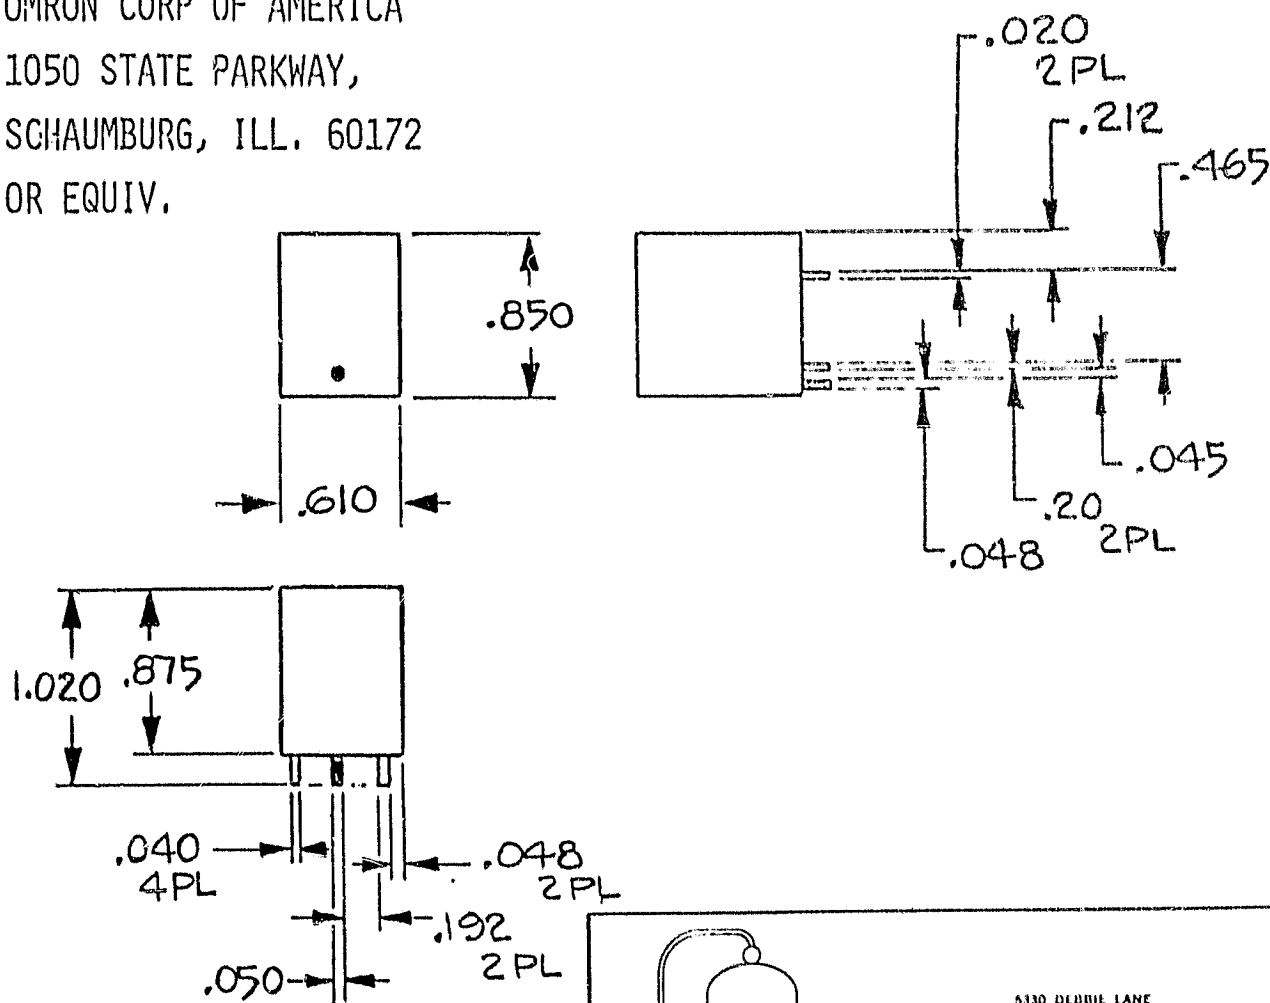 OMRON CORP OF AMERICA
1050 STATE PARKWAY,
SCHAUMBURG, ILL. 60172
OR EQUIV.
.020
2PL
.212
.465
.850
.610
.045
.20
2PL
.048
1.020
.875
.040
4PL
.048
2PL
.192
2PL
.050
5330 DEBBIE LANE